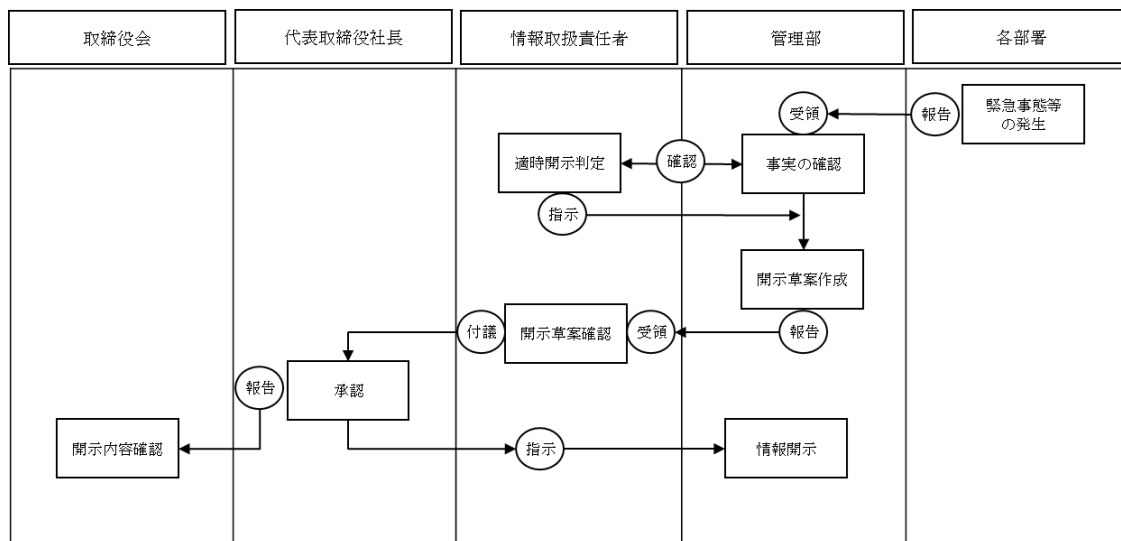 取締役会
代表取締役社長
情報取扱責任者
管理部
各部署
緊急事態等
の発生
報告
受領
適時開示判定
確認
事実の確認
指示
開示草案作成
付議
開示草案確認
受領
報告
報告
承認
開示内容確認
指示
情報開示